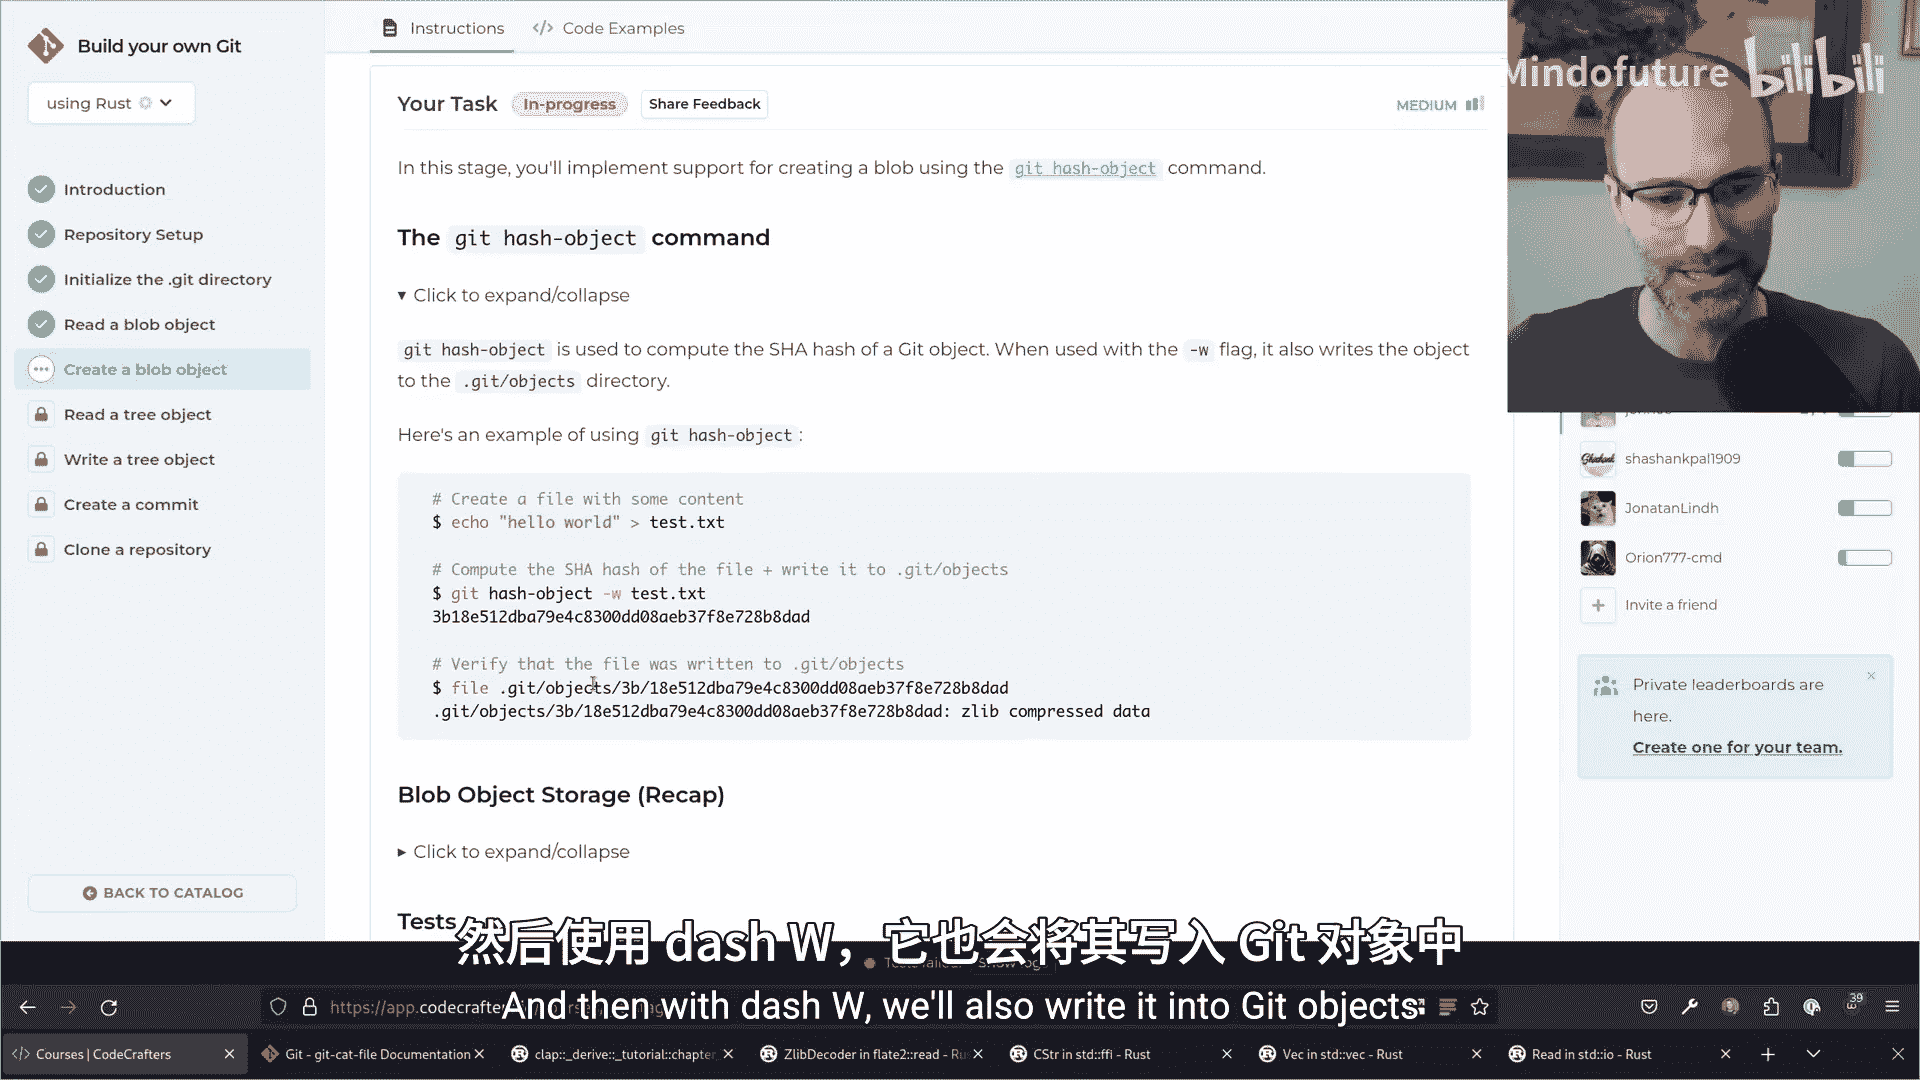 Build your own Git
using Rust
Introduction
Repository Setup
Initialize the .git directory
Read a blob object
Create a blob object
Read a tree object
Write a tree object
Create a commit
Clone a repository
BACK TO CATALOG
Instructions
Code Examples
Your Task
In-progress
Share Feedback
MEDIUM
In this stage, you'll implement support for creating a blob using the git hash-object command.
The git hash-object command
Click to expand/collapse
git hash-object is used to compute the SHA hash of a Git object. When used with the -w flag, it also writes the object
to the .git/objects directory.
Here's an example of using git hash-object:
# Create a file with some content
$ echo "hello world" > test.txt
# Compute the SHA hash of the file + write it to .git/objects
$ git hash-object -w test.txt
3b18e512dba79e4c8300dd08aeb37f8e728b8dad
# Verify that the file was written to .git/objects
$ file .git/objects/3b/18e512dba79e4c8300dd08aeb37f8e728b8dad
.git/objects/3b/18e512dba79e4c8300dd08aeb37f8e728b8dad: zlib compressed data
Blob Object Storage (Recap)
Click to expand/collapse
Tests
Mindofuture bilibili
shashankpal1909
JonatanLindh
Orion777-cmd
Invite a friend
Private leaderboards are
here.
Create one for your team.
然后使用 dash W，它也会将其写入 Git 对象中
And then with dash W, we'll also write it into Git objects
https://app.codecrafte
39
Courses | CodeCrafters
Git - git-cat-file Documentation
clap::_derive::_tutorial::chapter
ZlibDecoder in flate2::read - Ru
CStr in std::ffi - Rust
Vec in std::vec - Rust
Read in std::io - Rust